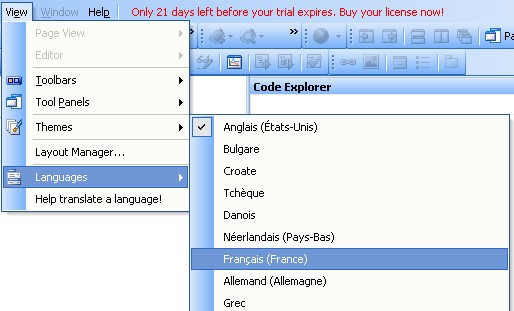 View Window Help Only 21 days left before your trial expires. Buy your license now!
Page View
Editor
Toolbars
Tool Panels
Themes
Layout Manager...
Languages
Help translate a language!
Pa
Code Explorer
Anglais (États-Unis)
Bulgare
Croate
Tchèque
Danois
Néerlandais (Pays-Bas)
Français (France)
Allemand (Allemagne)
Grec